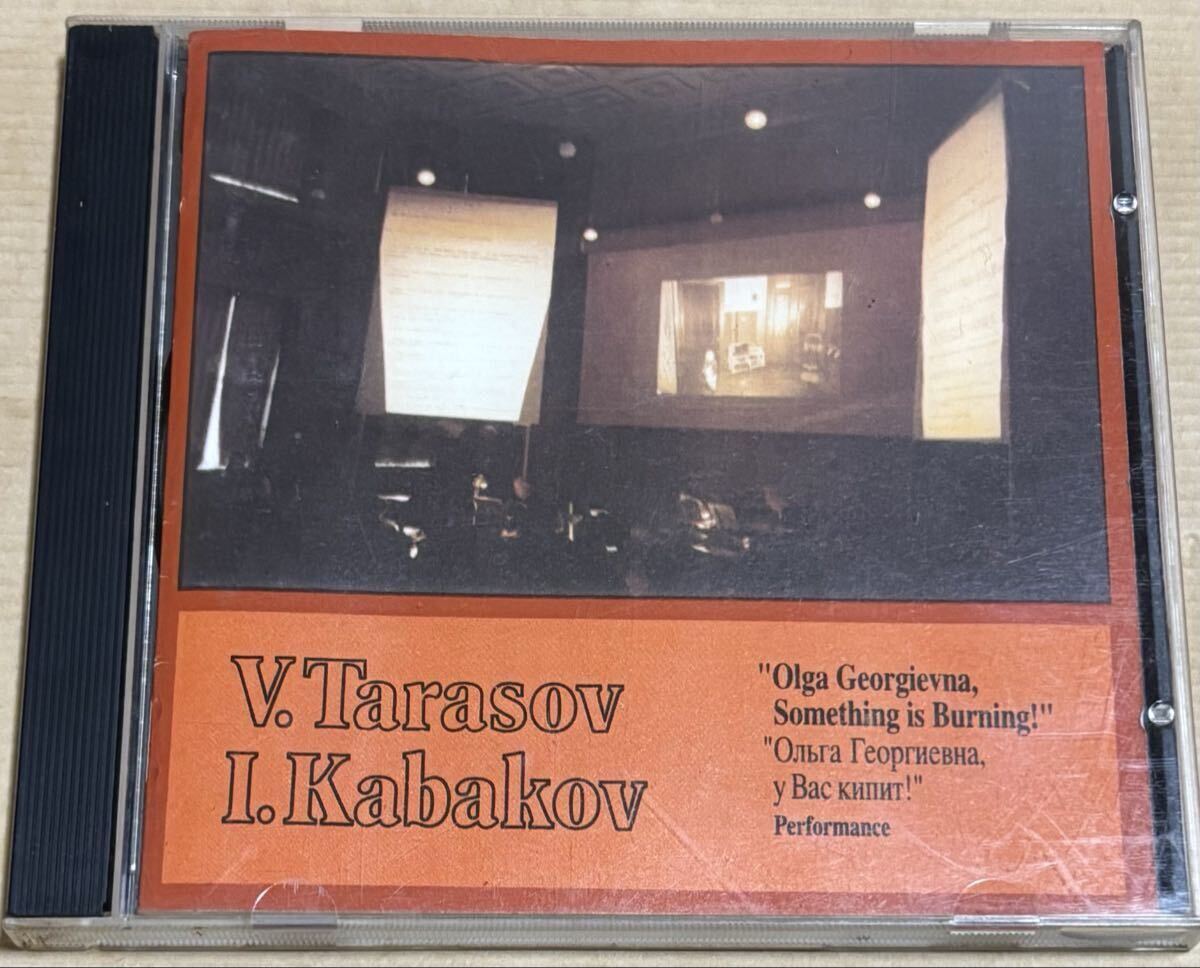 V. Tarasov
I. Kabakov
"Olga Georgievna,
Something is Burning!"
"Ольга Георгиевна,
у Вас кипит!"
Performance